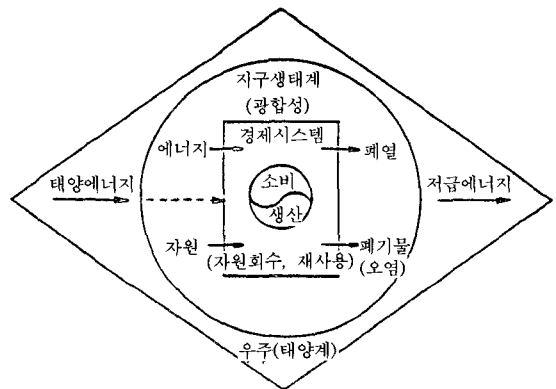 지구생태계
(광합성)
경제시스템
에너지
폐열
태양에너지
소비
생산
저급에너지
자원
(자원회수, 재사용)
폐기물
(오염)
우주(태양계)